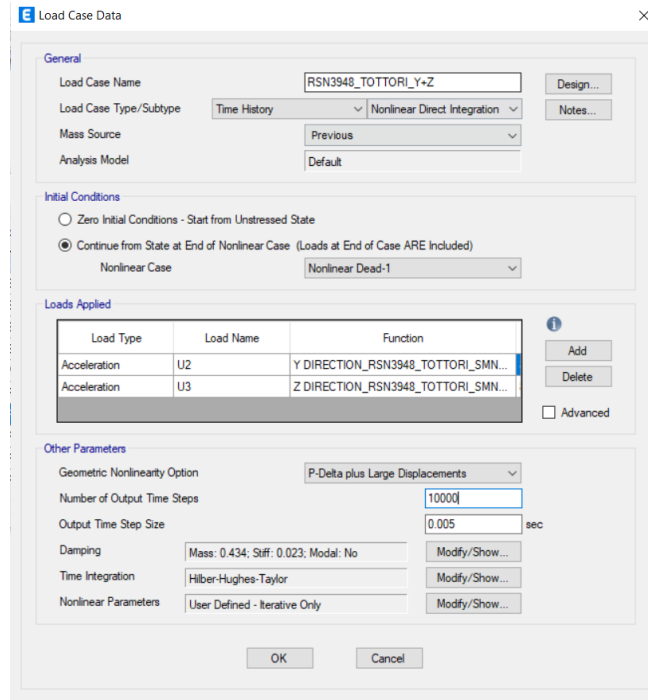 E Load Case Data
General
Load Case Name RSN3948_TOTTORI_Y+Z Design...
Load Case Type/Subtype Time History Nonlinear Direct Integration Notes...
Mass Source Previous
Analysis Model Default
Initial Conditions
Zero Initial Conditions - Start from Unstressed State
Continue from State at End of Nonlinear Case (Loads at End of Case ARE Included)
Nonlinear Case Nonlinear Dead-1
Loads Applied
Load Type Load Name Function
Acceleration U2 Y DIRECTION_RSN3948_TOTTORI_SMN...
Acceleration U3 Z DIRECTION_RSN3948_TOTTORI_SMN...
Add
Delete
Advanced
Other Parameters
Geometric Nonlinearity Option P-Delta plus Large Displacements
Number of Output Time Steps 10000
Output Time Step Size 0.005 sec
Damping Mass: 0.434; Stiff: 0.023; Modal: No Modify/Show...
Time Integration Hilber-Hughes-Taylor Modify/Show...
Nonlinear Parameters User Defined - Iterative Only Modify/Show...
OK Cancel